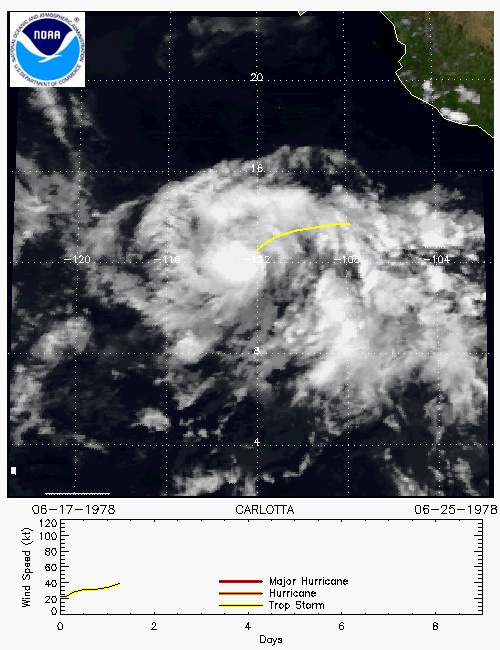 NATIONAL OCEANIC AND ATMOSPHERIC ADMINISTRATION
NOAA
U.S. DEPARTMENT OF COMMERCE
20
16
-120 -116 -112 -108 -104
8
4
06-17-1978 CARLOTTA 06-25-1978
Wind Speed (kt)
120
100
80
60
40
20
0
Major Hurricane
Hurricane
Trop Storm
0 2 4 6 8
Days